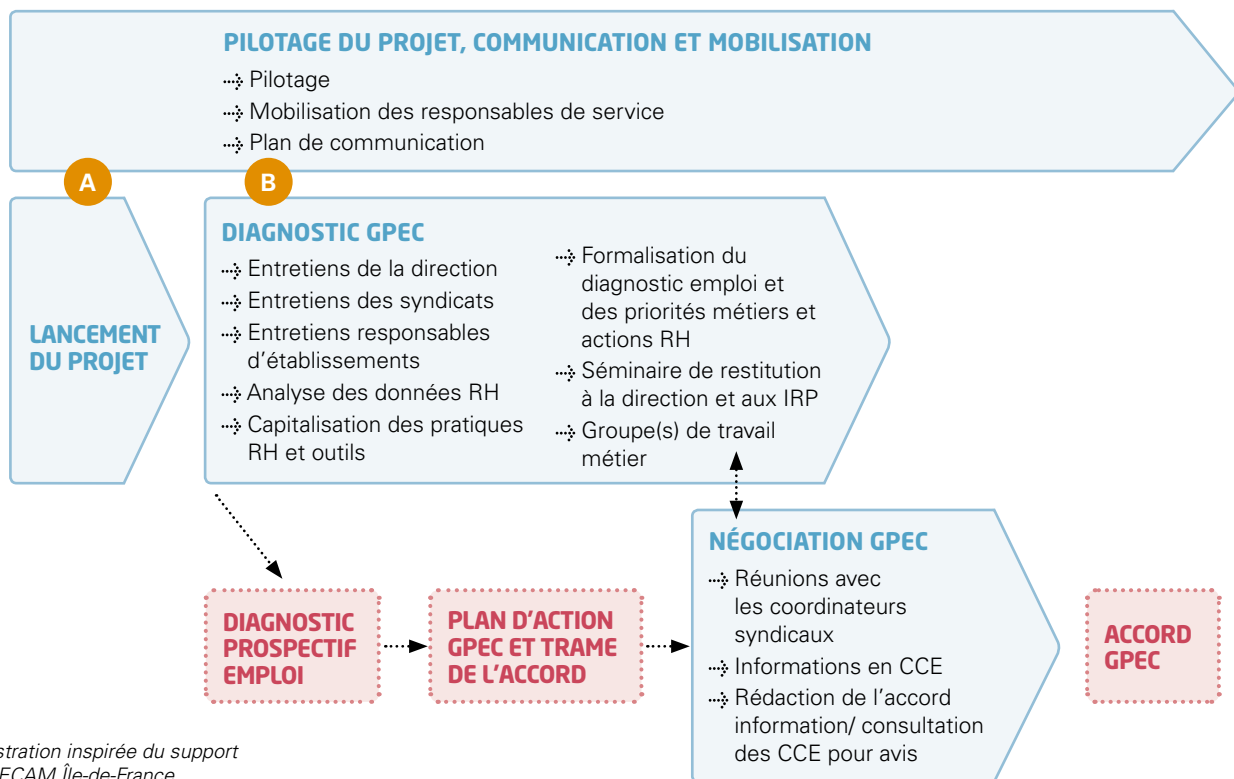 PILOTAGE DU PROJET, COMMUNICATION ET MOBILISATION
Pilotage
Mobilisation des responsables de service
Plan de communication
A
B
LANCEMENT
DU PROJET
DIAGNOSTIC GPEC
Entretiens de la direction
Entretiens des syndicats
Entretiens responsables
d'établissements
Analyse des données RH
Capitalisation des pratiques
RH et outils
Formalisation du
diagnostic emploi et
des priorités métiers et
actions RH
Séminaire de restitution
à la direction et aux IRP
Groupe(s) de travail
métier
DIAGNOSTIC
PROSPECTIF
EMPLOI
PLAN D'ACTION
GPEC ET TRAME
DE L'ACCORD
NÉGOCIATION GPEC
Réunions avec
les coordinateurs
syndicaux
Informations en CCE
Rédaction de l'accord
information/ consultation
des CCE pour avis
ACCORD
GPEC
inspirée du support
Île-de-France